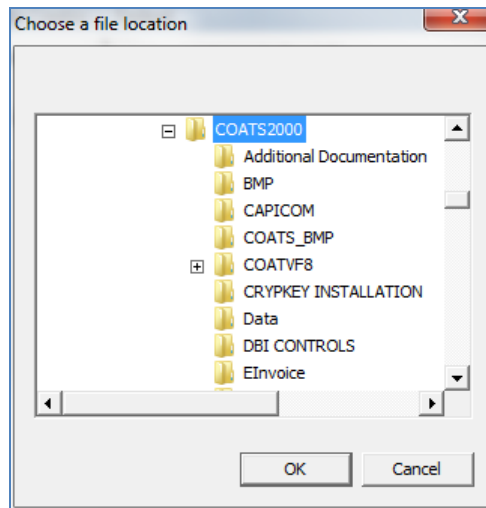 Choose a file location
COATS2000
Additional Documentation
BMP
CAPICOM
COATS_BMP
COATVF8
CRYPKEY INSTALLATION
Data
DBI CONTROLS
EInvoice
OK Cancel